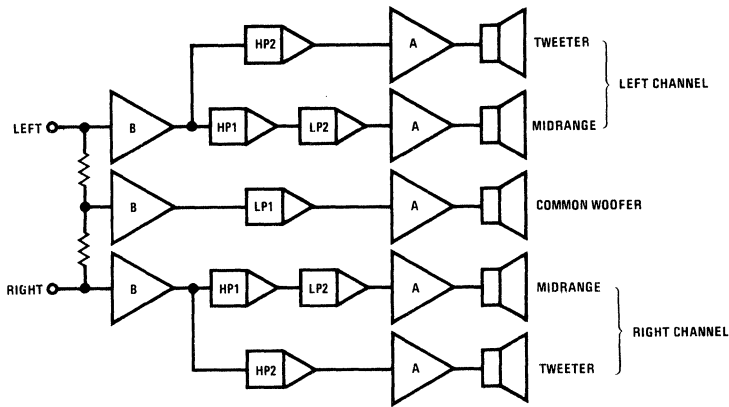 HP2
A
TWEETER
LEFT CHANNEL
LEFT
B
HP1
LP2
A
MIDRANGE
B
LP1
A
COMMON WOOFER
RIGHT
B
HP1
LP2
A
MIDRANGE
RIGHT CHANNEL
HP2
A
TWEETER